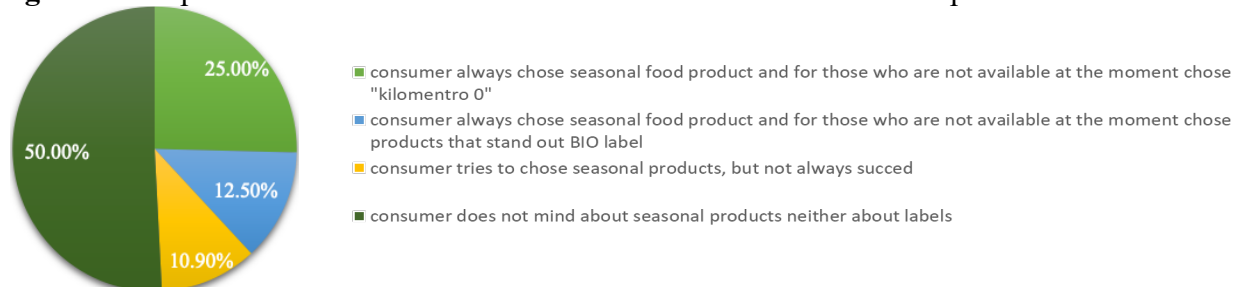 25.00%
consumer always chose seasonal food product and for those who are not available at the moment chose
"kilomentro 0"
consumer always chose seasonal food product and for those who are not available at the moment chose
products that stand out BIO label
50.00%
12.50%
consumer tries to chose seasonal products, but not always succed
consumer does not mind about seasonal products neither about labels
10.90%